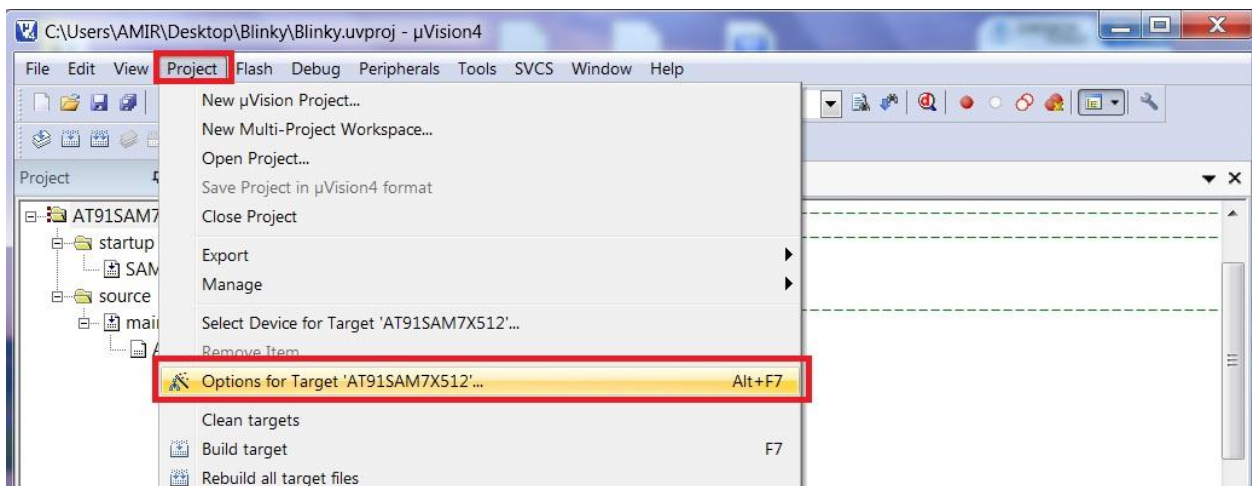 C:\Users\AMIR\Desktop\Blinky\Blinky.uvproj - µVision4
File Edit View Project Flash Debug Peripherals Tools SVCS Window Help
New µVision Project...
New Multi-Project Workspace...
Open Project...
Project
Save Project in µVision4 format
AT91SAM7
Close Project
startup
SAM
Export
source
Manage
mai
Select Device for Target 'AT91SAM7X512'...
A
Remove Item
Options for Target 'AT91SAM7X512'... Alt+F7
Clean targets
Build target F7
Rebuild all target files